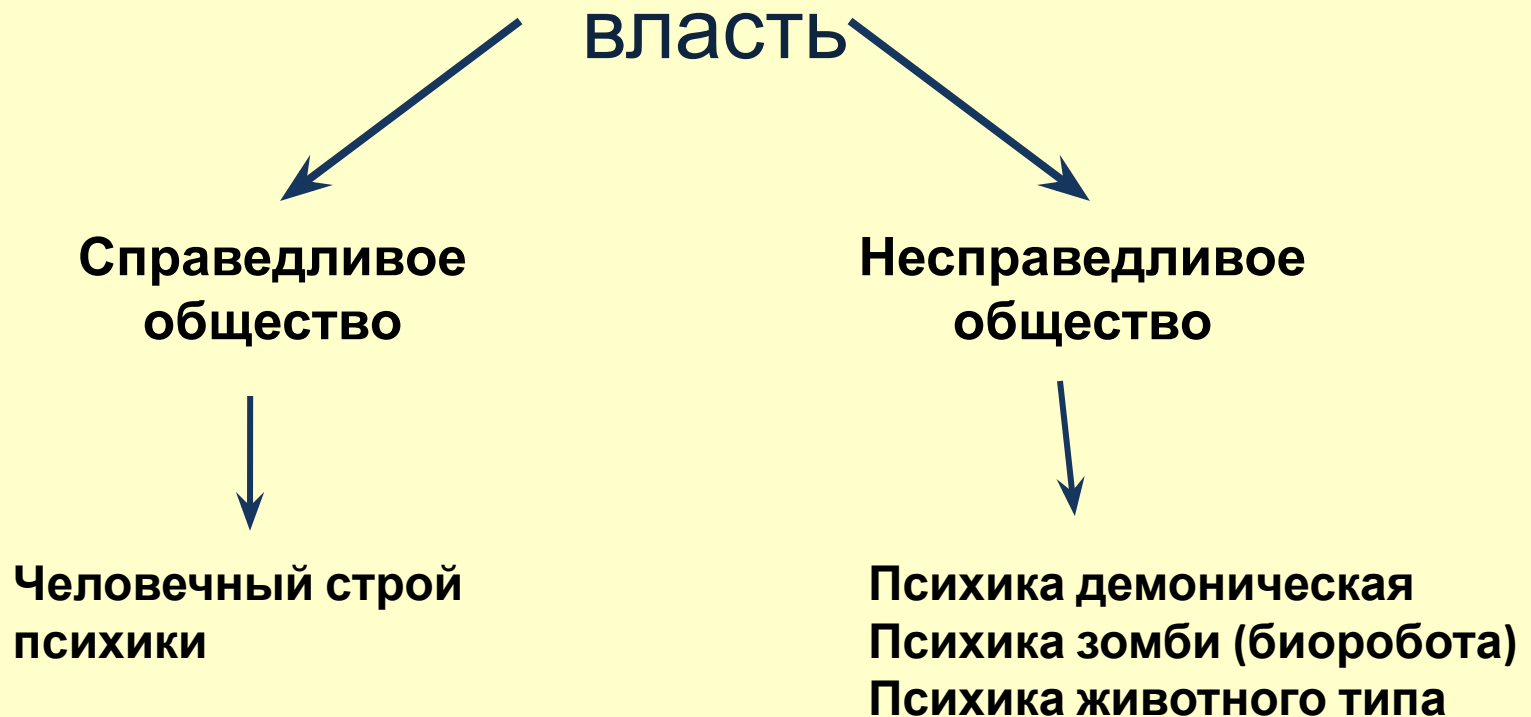 власть
Справедливое
общество
Несправедливое
общество
Человечный строй
психики
Психика демоническая
Психика зомби (биоробота)
Психика животного типа